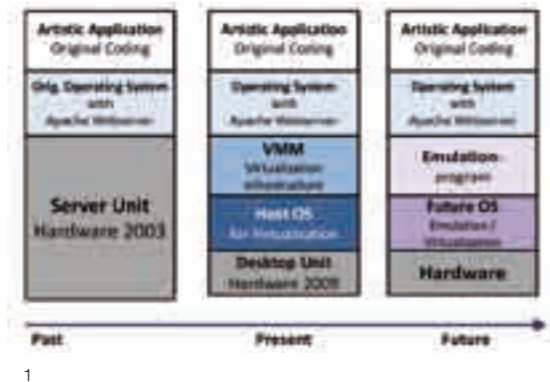 Artistic Application
Original Coding
Orig. Operating System
with
Apache Webserver
Server Unit
Hardware 2003
Artistic Application
Original Coding
Operating System
with
Apache Webserver
VMM
Virtualization
Infrastructure
Host OS
for Virtualization
Desktop Unit
Hardware 2009
Artistic Application
Original Coding
Operating System
with
Apache Webserver
Emulation-
program
Future OS
Emulation /
Virtualization
Hardware
Past
Present
Future
1